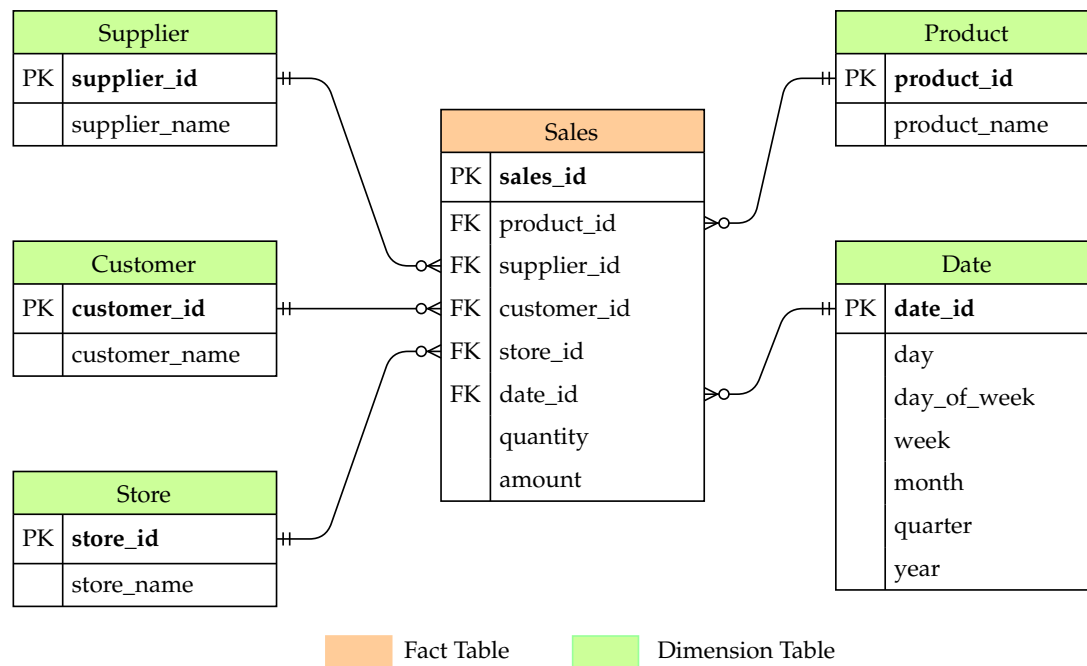 Supplier
PK supplier_id
supplier_name
Product
PK product_id
product_name
Sales
PK sales_id
FK product_id
FK supplier_id
FK customer_id
FK store_id
FK date_id
quantity
amount
Customer
PK customer_id
customer_name
Date
PK date_id
day
day_of_week
week
month
quarter
year
Store
PK store_id
store_name
Fact Table
Dimension Table